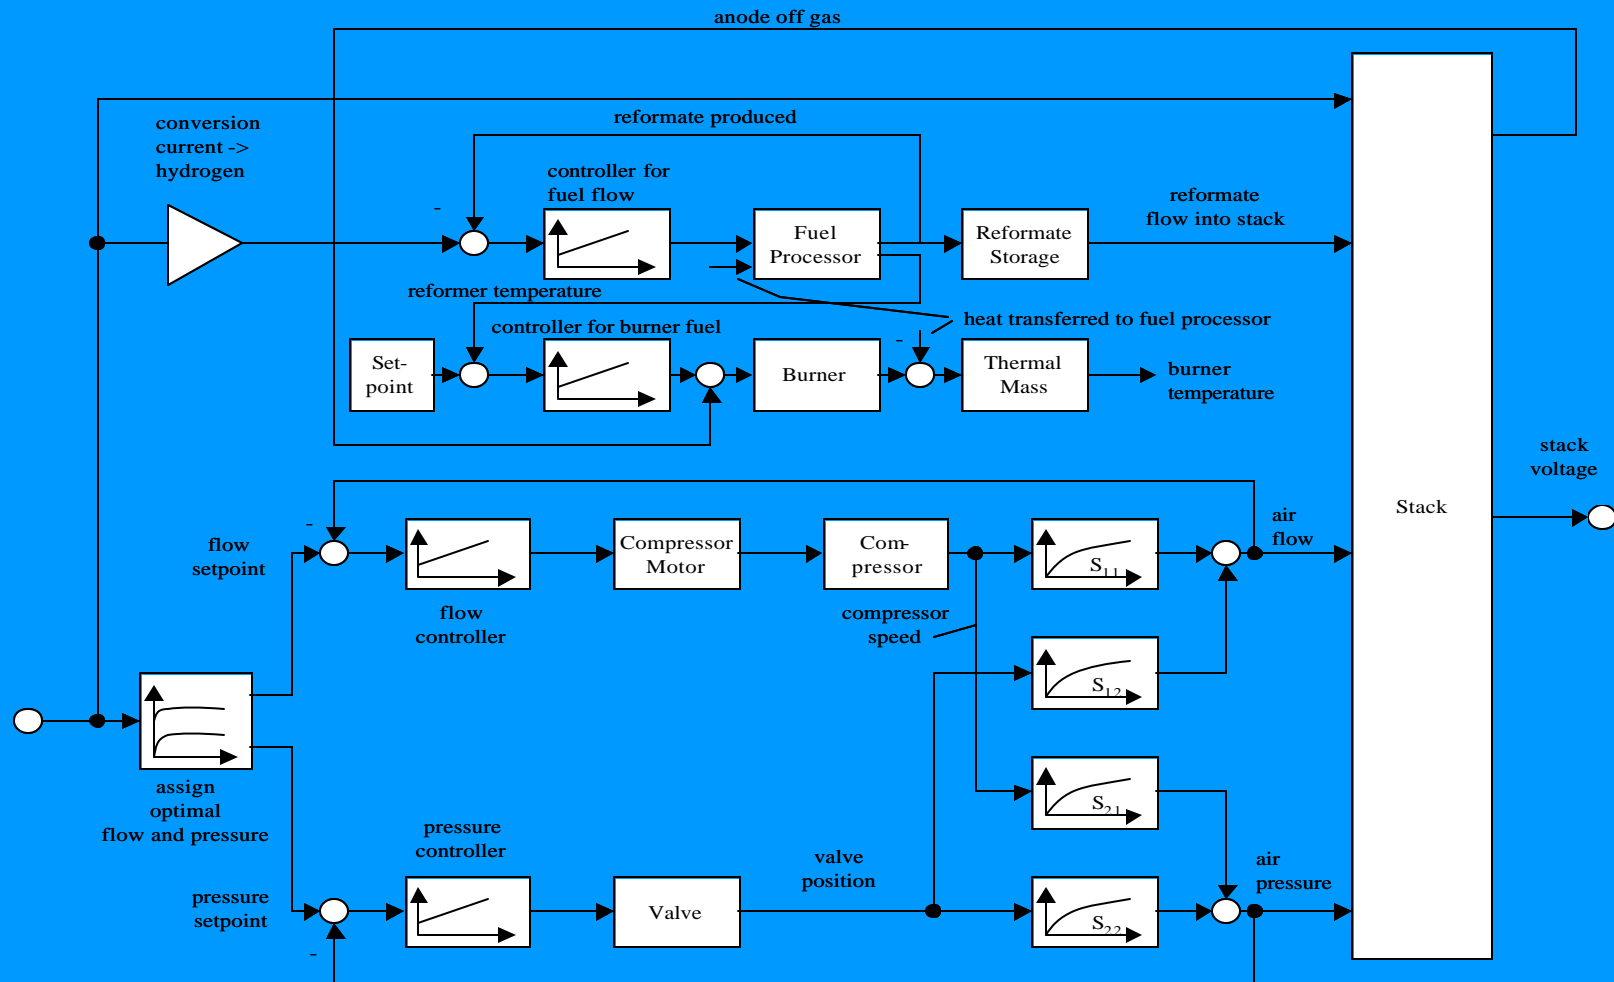 anode off gas
reformate produced
conversion
current ->
hydrogen
controller for
fuel flow
reformate
flow into stack
-
Fuel
Processor
Reformate
Storage
reformer temperature
controller for burner fuel
heat transferred to fuel processor
-
Set-
point
Burner
Thermal
Mass
burner
temperature
stack
voltage
Stack
-
flow
setpoint
Compressor
Motor
Com-
pressor
S11
air
flow
flow
controller
compressor
speed
S12
assign
optimal
flow and pressure
S21
pressure
controller
valve
position
air
pressure
pressure
setpoint
Valve
S22
-